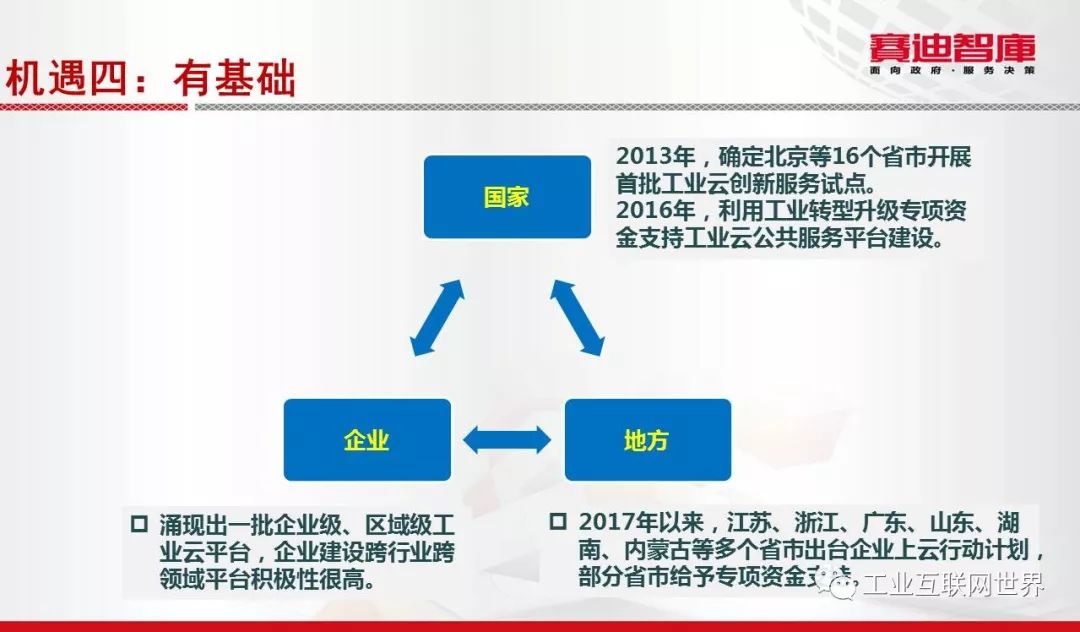 机遇四：有基础
赛迪智庫
面向政府·服务决策
国家
2013年，确定北京等16个省市开展
首批工业云创新服务试点。
2016年，利用工业转型升级专项资
金支持工业云公共服务平台建设。
企业
地方
涌现出一批企业级、区域级工
业云平台，企业建设跨行业跨
领域平台积极性很高。
2017年以来，江苏、浙江、广东、山东、湖
南、内蒙古等多个省市出台企业上云行动计划，
部分省市给予专项资金支持。
工业互联网世界